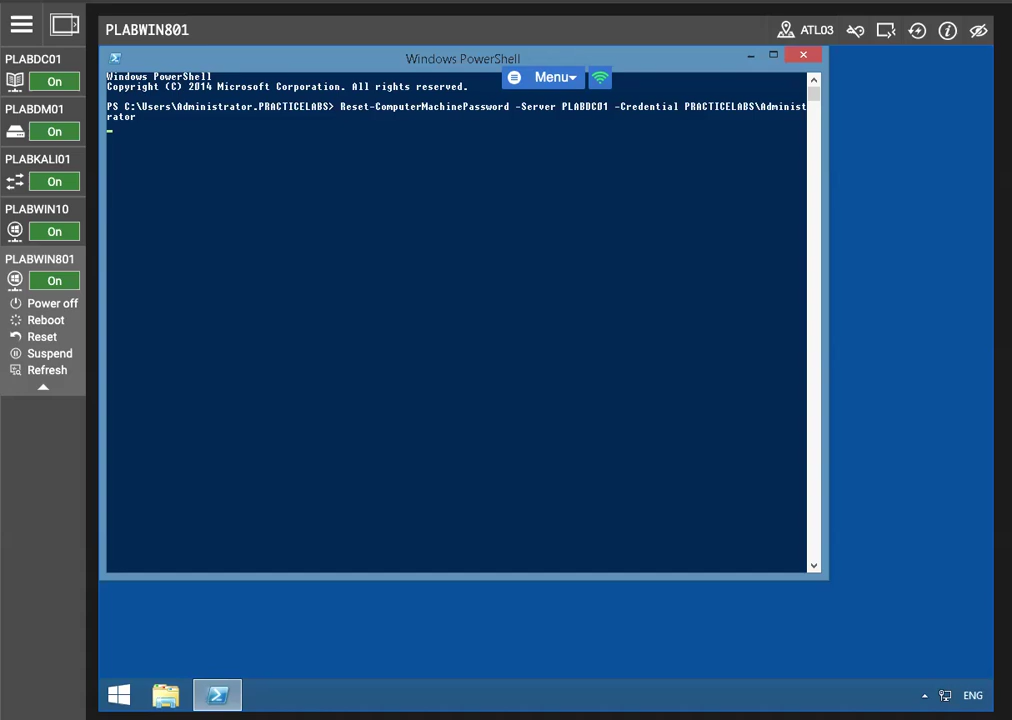 PLABWIN801
ATL03
PLABDC01
On
PLABDM01
On
PLABKALI01
On
PLABWIN10
On
PLABWIN801
On
Power off
Reboot
Reset
Suspend
Refresh
Windows PowerShell
Menu
Windows PowerShell
Copyright (C) 2014 Microsoft Corporation. All rights reserved.
PS C:\Users\Administrator.PRACTICELABS> Reset-ComputerMachinePassword -Server PLABDC01 -Credential PRACTICELABS\Administ
rator
ENG